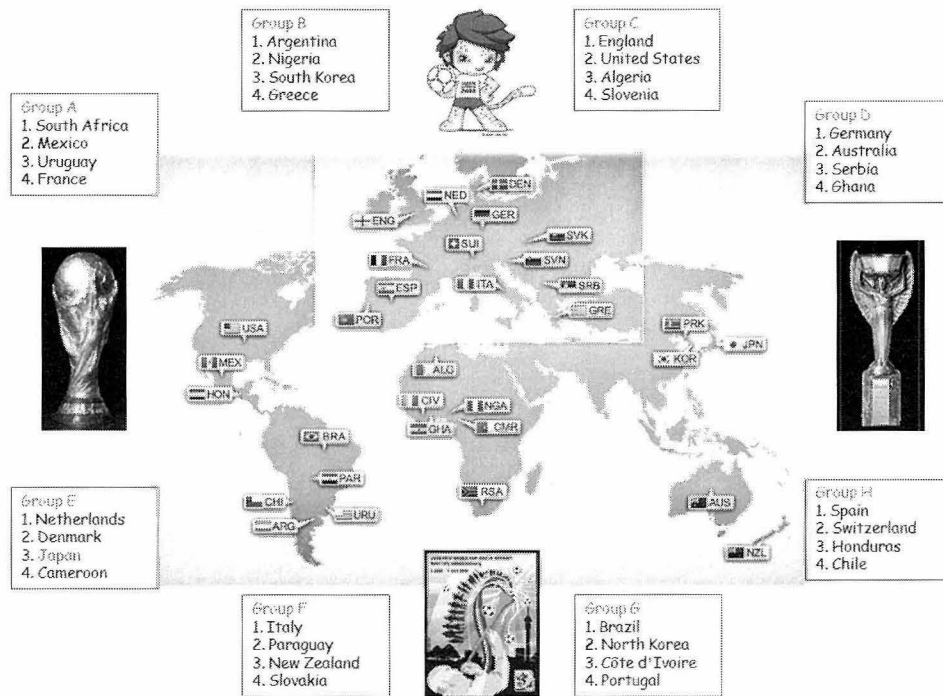 Group B
1. Argentina
2. Nigeria
3. South Korea
4. Greece
Group C
1. England
2. United States
3. Algeria
4. Slovenia
Group A
1. South Africa
2. Mexico
3. Uruguay
4. France
Group D
1. Germany
2. Australia
3. Serbia
4. Ghana
DEN
NED
ENG
GER
SVK
SUI
FRA
SVN
ESP
ITA
SRB
GRE
POR
USA
PRK
JPN
MEX
ALG
KOR
HON
CIV
NGA
GHA
CMR
BRA
PAR
RSA
CHI
URU
AUS
ARG
NZL
Group E
1. Netherlands
2. Denmark
3. Japan
4. Cameroon
Group H
1. Spain
2. Switzerland
3. Honduras
4. Chile
Group F
1. Italy
2. Paraguay
3. New Zealand
4. Slovakia
Group G
1. Brazil
2. North Korea
3. Côte d'Ivoire
4. Portugal